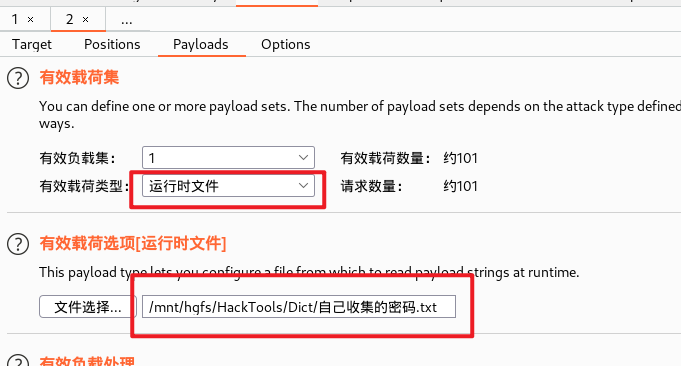 1 × 2 × ...
Target Positions Payloads Options
? 有效载荷集
You can define one or more payload sets. The number of payload sets depends on the attack type defined
ways.
有效负载集： 1 有效载荷数量： 约101
有效载荷类型： 运行时文件 请求数量： 约101
? 有效载荷选项[运行时文件]
This payload type lets you configure a file from which to read payload strings at runtime.
文件选择... /mnt/hgfs/HackTools/Dict/自己收集的密码.txt
? 有效负载处理